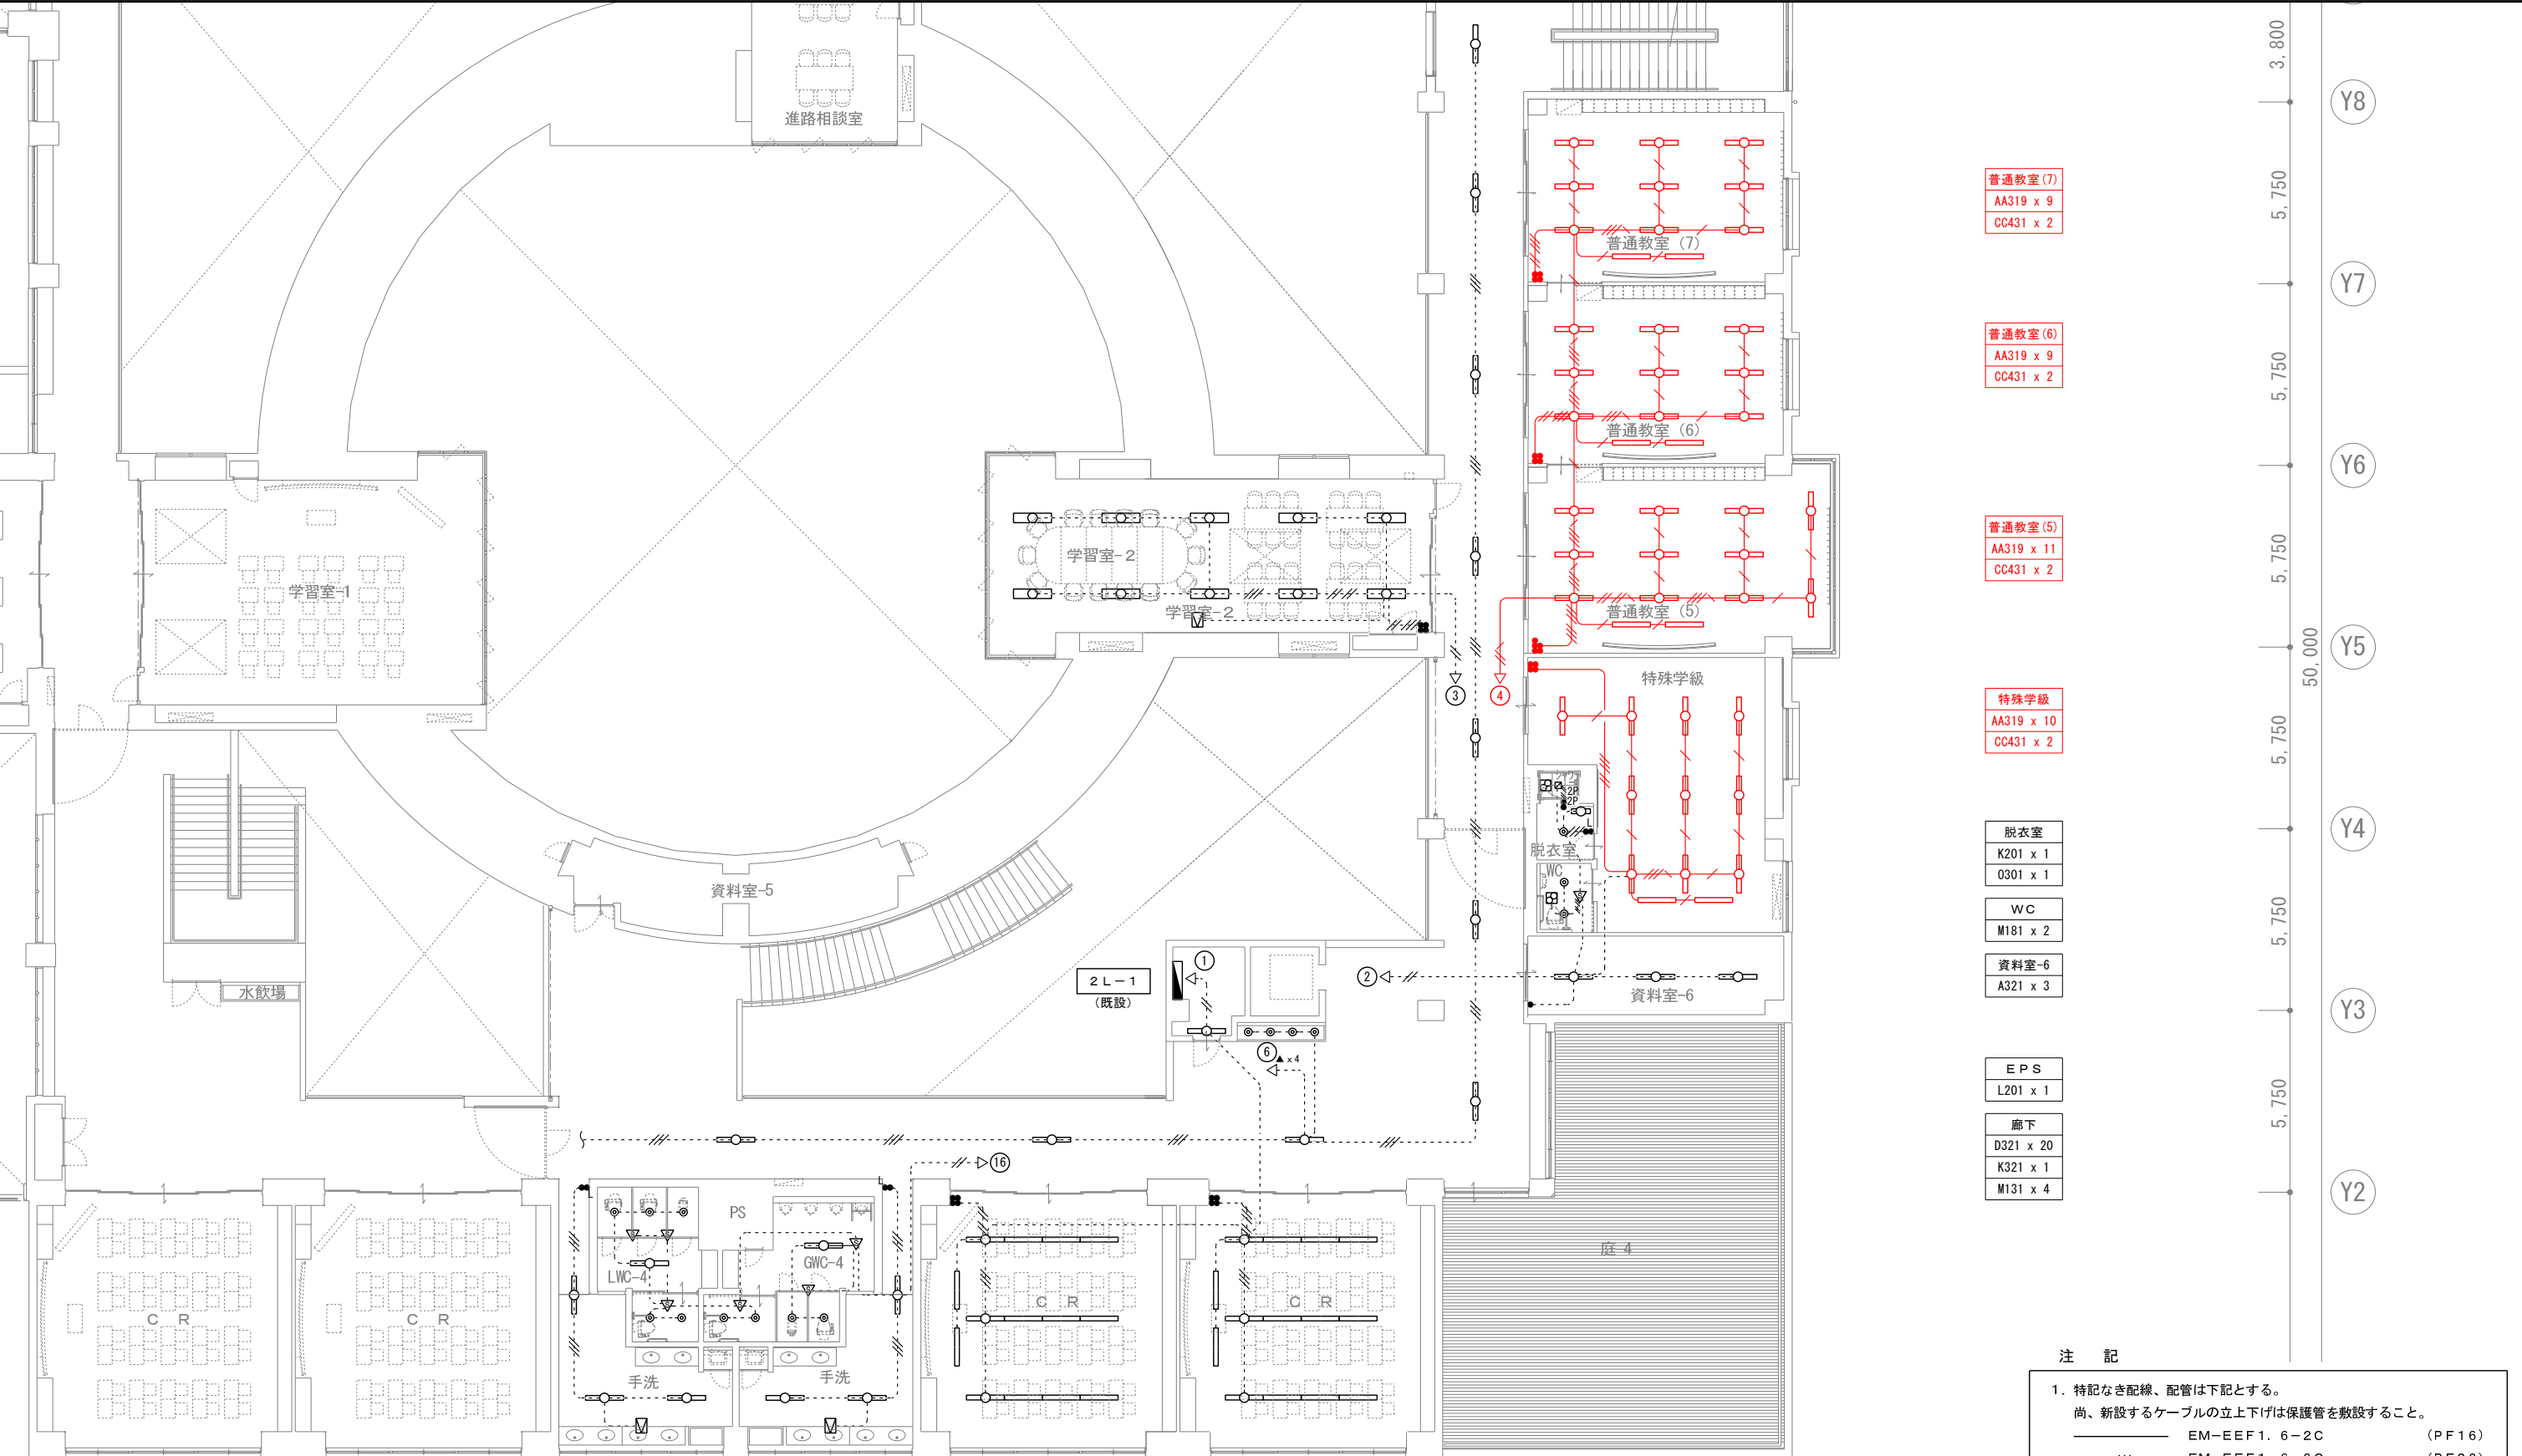 3,800
Y8
進路相談室
普通教室(7)
AA319 x 9
CC431 x 2
5,750
普通教室 (7)
Y7
普通教室(6)
AA319 x 9
CC431 x 2
5,750
普通教室 (6)
Y6
普通教室(5)
AA319 x 11
CC431 x 2
5,750
学習室-1
学習室-2
学習室-2
普通教室 (5)
Y5
50,000
3
4
特殊学級
特殊学級
AA319 x 10
CC431 x 2
5,750
2P
2P
L
脱衣室
脱衣室
K201 x 1
O301 x 1
Y4
WC
資料室-5
WC
M181 x 2
5,750
資料室-6
A321 x 3
1
2
2L-1
(既設)
資料室-6
水飲場
Y3
6
▲ x 4
EPS
L201 x 1
廊下
D321 x 20
K321 x 1
M131 x 4
5,750
16
L
L
PS
Y2
LWC-4
GWC-4
庭 4
C R
C R
C R
C R
手洗
手洗
注 記
1. 特記なき配線、配管は下記とする。
尚、新設するケーブルの立上下げは保護管を敷設すること。
EM-EEF1.6-2C (PF16)